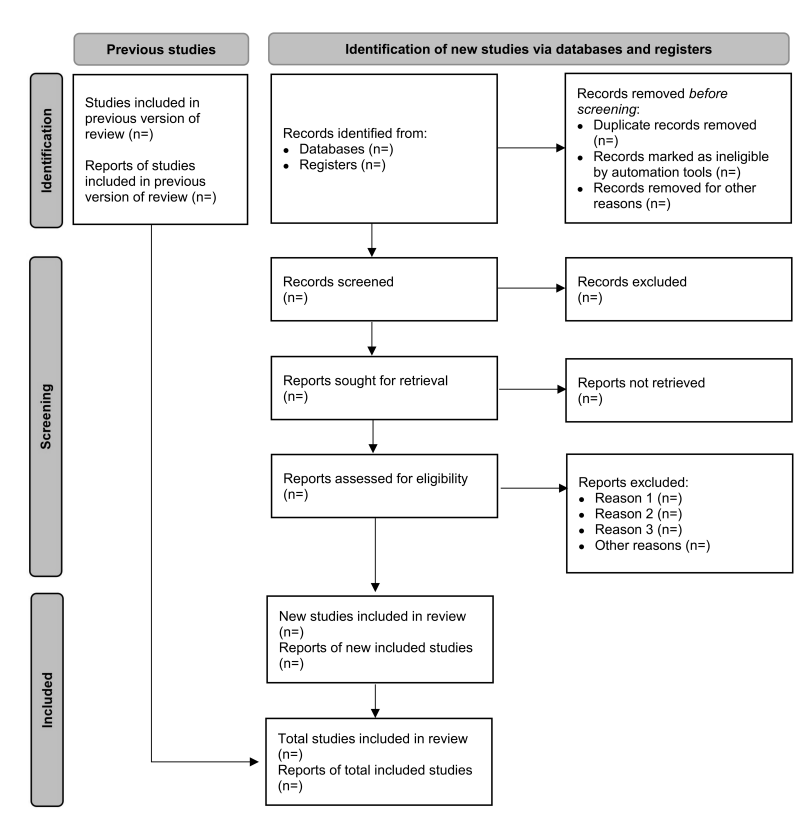 Previous studies
Identification of new studies via databases and registers
Identification
Studies included in
previous version of
review (n=)
Reports of studies
included in previous
version of review (n=)
Records identified from:
• Databases (n=)
• Registers (n=)
Records removed before
screening:
• Duplicate records removed
(n=)
• Records marked as ineligible
by automation tools (n=)
• Records removed for other
reasons (n=)
Screening
Records screened
(n=)
Records excluded
(n=)
Reports sought for retrieval
(n=)
Reports not retrieved
(n=)
Reports assessed for eligibility
(n=)
Reports excluded:
• Reason 1 (n=)
• Reason 2 (n=)
• Reason 3 (n=)
• Other reasons (n=)
Included
New studies included in review
(n=)
Reports of new included studies
(n=)
Total studies included in review
(n=)
Reports of total included studies
(n=)